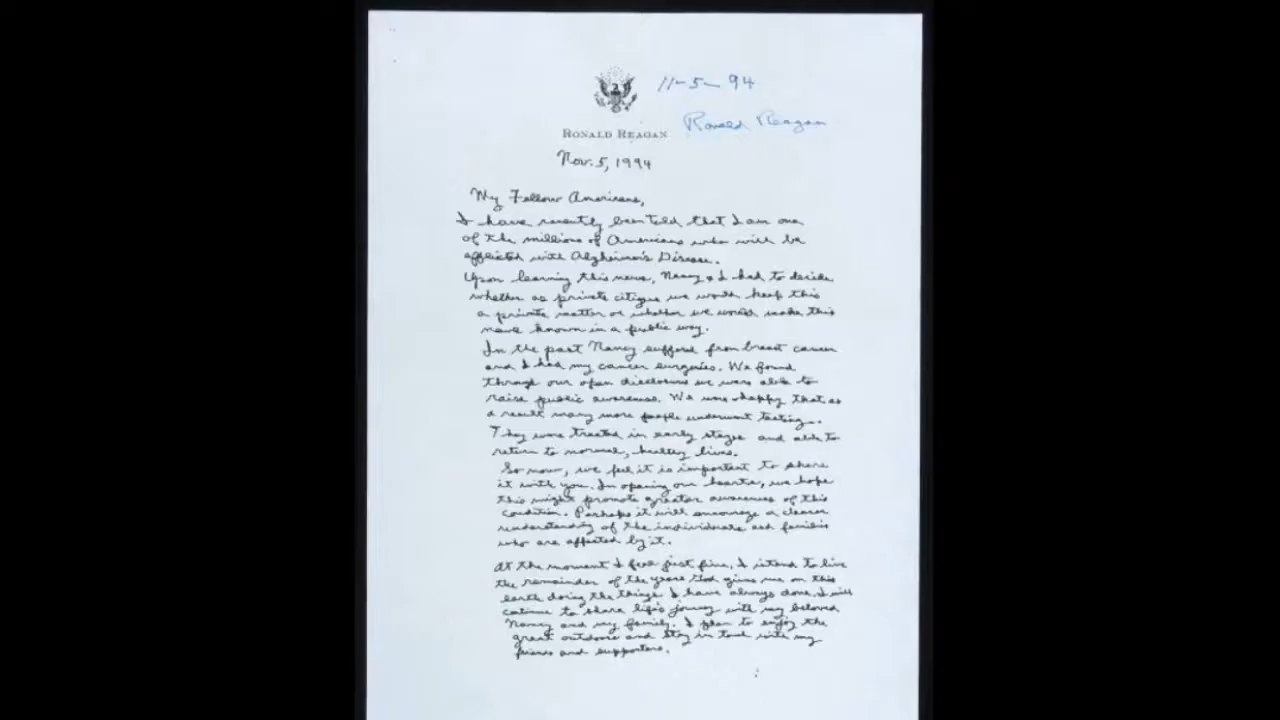 11-5-94
RONALD REAGAN
Ronald Reagan
Nov. 5, 1994
My Fellow Americans,
I have recently been told that I am one
of the millions of Americans who will be
afflicted with Alzheimer's Disease.
Upon learning this news, Nancy & I had to decide
whether as private citizens we would keep this
a private matter or whether we would make this
news known in a public way.
In the past Nancy suffered from breast cancer
and I had my cancer surgeries. We found
through our open disclosures we were able to
raise public awareness. We were happy that as
a result many more people underwent testing.
They were treated in early stages and able to
return to normal, healthy lives.
So now, we feel it is important to share
it with you. In opening our hearts, we hope
this might promote greater awareness of this
condition. Perhaps it will encourage a clearer
understanding of the individuals and families
who are affected by it.
At the moment I feel just fine. I intend to live
the remainder of the years God gives me on this
earth doing the things I have always done. I will
continue to share life's journey with my beloved
Nancy and my family. I plan to enjoy the
great outdoors and stay in touch with my
friends and supporters.